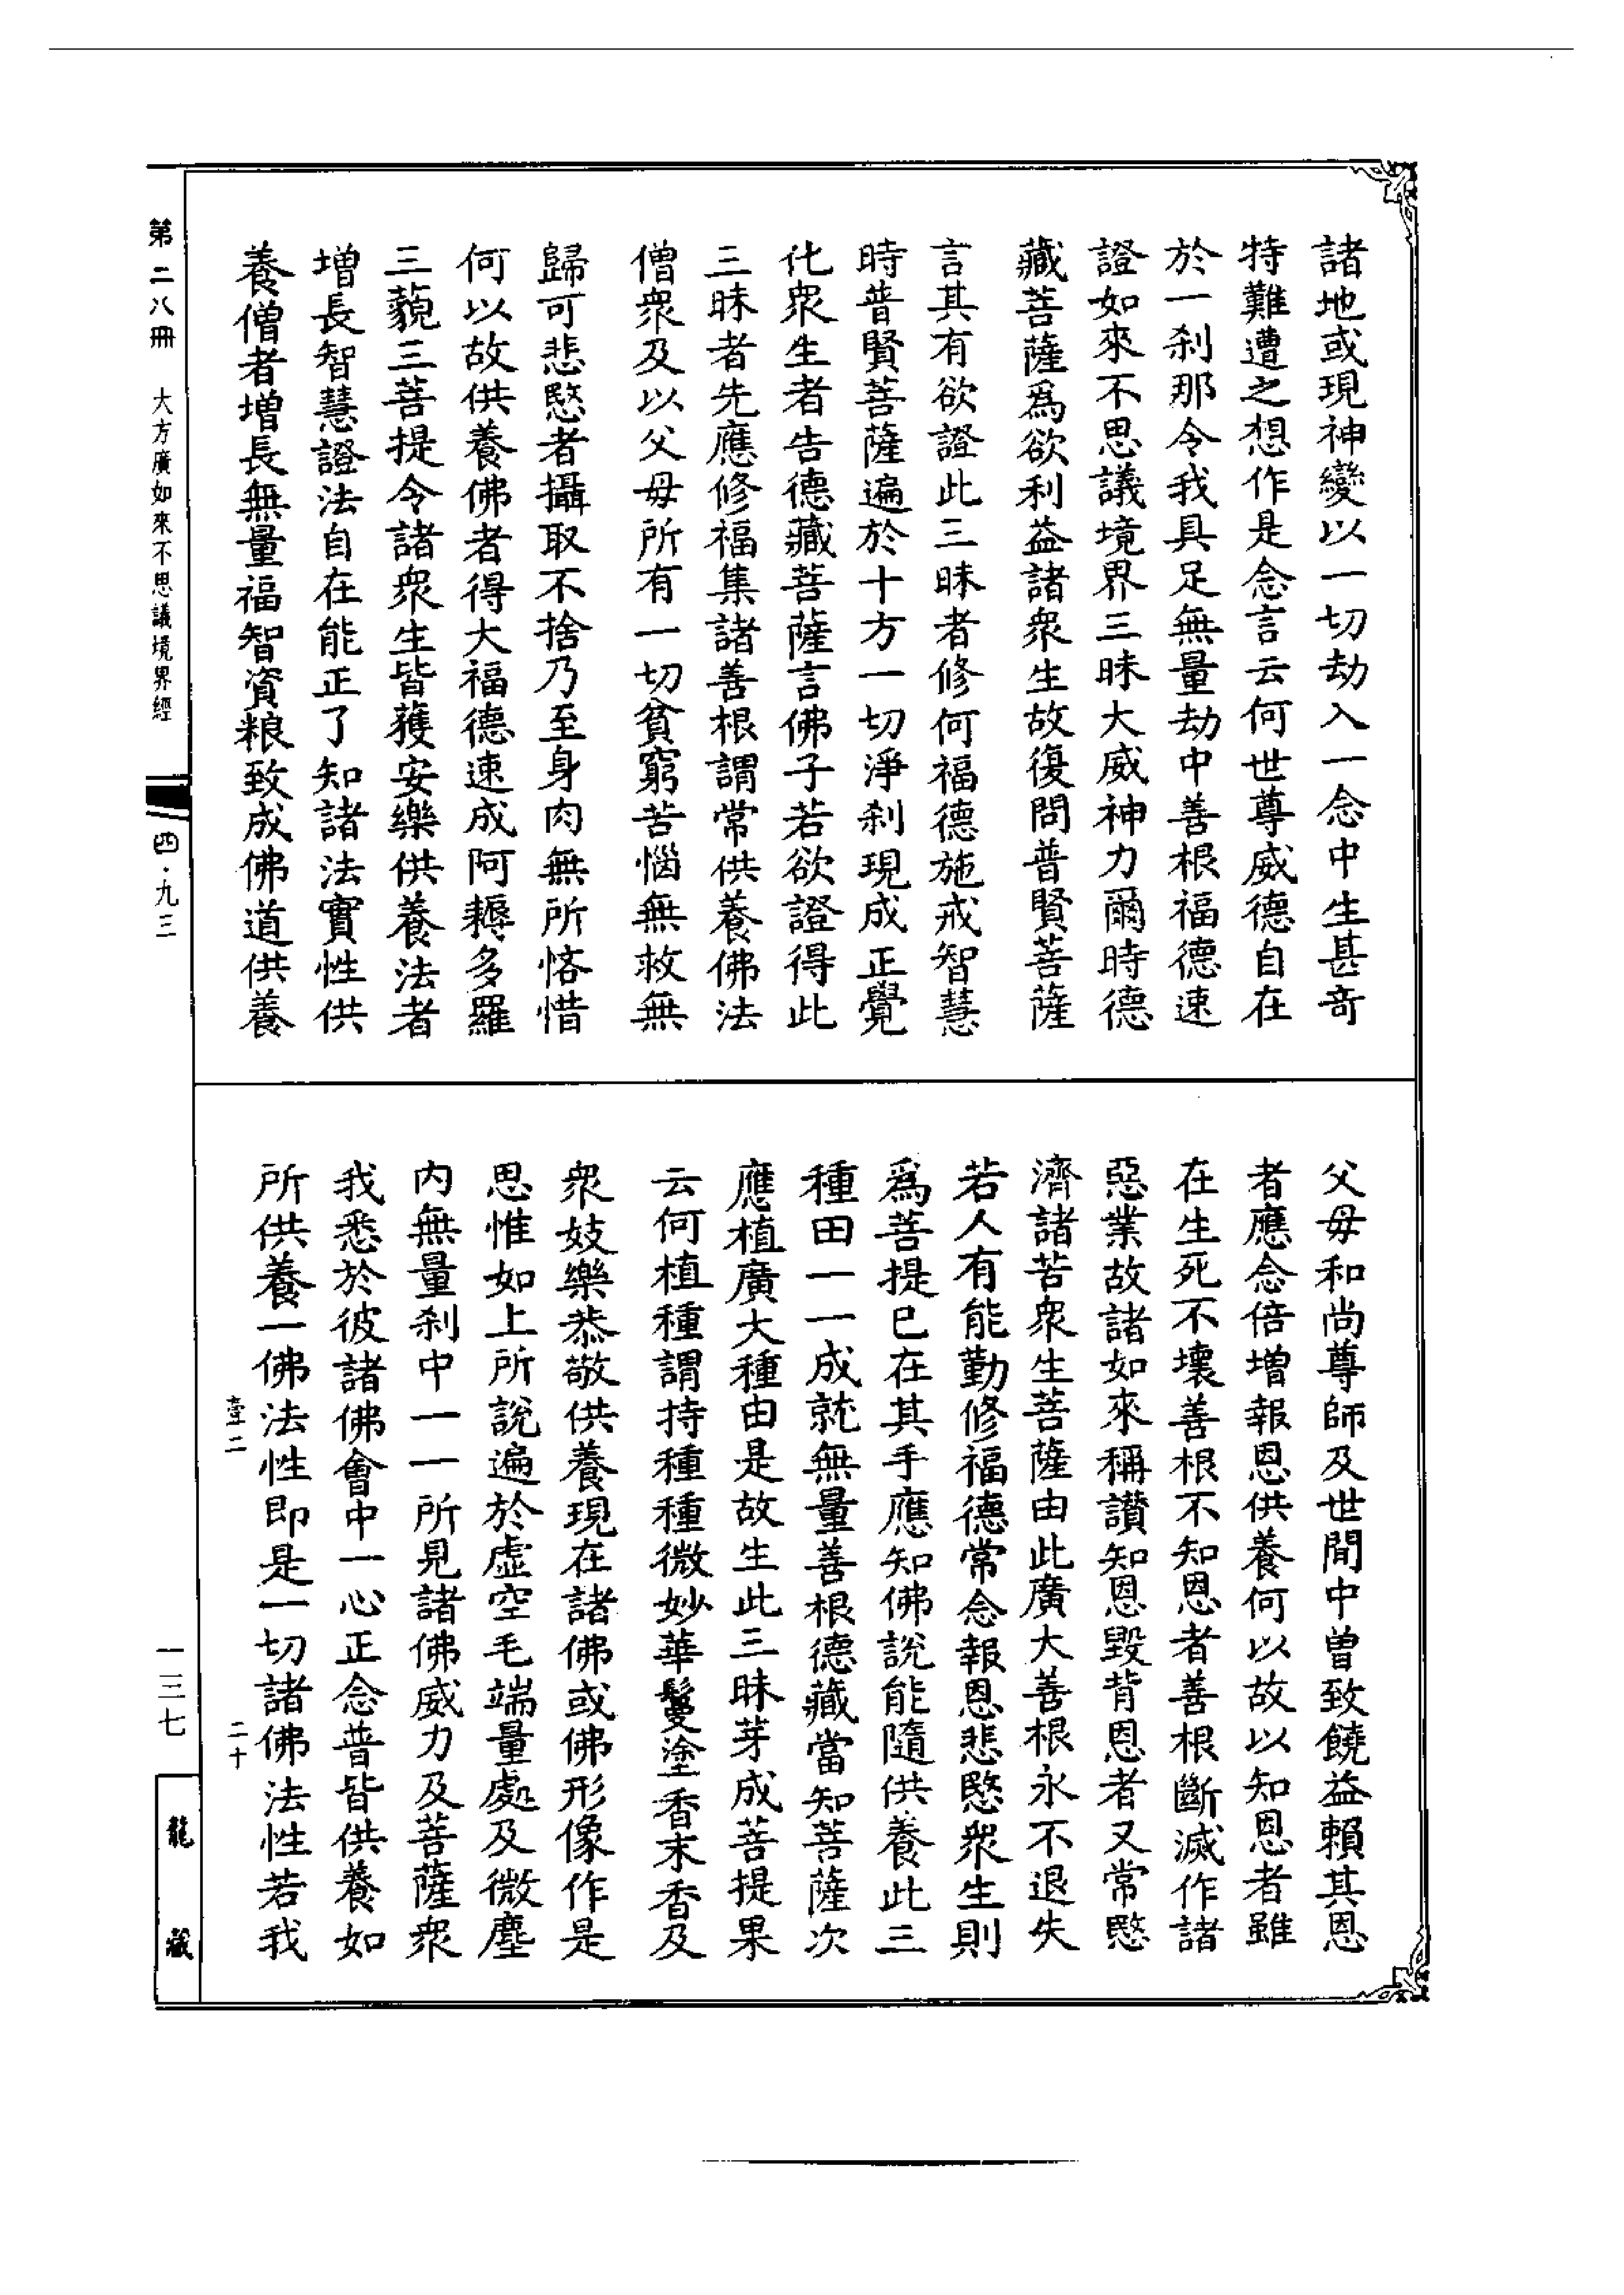 諸地或現神變以一切劫入一念中生甚奇
特難遭之想作是念言云何世尊威德自在
於一刹那令我具足無量劫中善根福德速
證如來不思議境界三昧大威神力爾時德
藏菩薩爲欲利益諸衆生故復問普賢菩薩
言其有欲證此三昧者修何福德施戒智慧
時普賢菩薩遍於十方一切淨刹現成正覺
化衆生者告德藏菩薩言佛子若欲證得此
三昧者先應修福集諸善根謂常供養佛法
僧衆及以父母所有一切貧窮苦惱無救無
歸可悲愍者攝取不捨乃至身肉無所悋惜
何以故供養佛者得大福德速成阿耨多羅
三藐三菩提令諸衆生皆獲安樂供養法者
增長智慧證法自在能正了知諸法實性供
養僧者增長無量福智資粮致成佛道供養
父母和尚尊師及世間中曾致饒益賴其恩
者應念倍增報恩供養何以故以知恩者雖
在生死不壞善根不知恩者善根斷滅作諸
惡業故諸如來稱讚知恩毀背恩者又常愍
濟諸苦衆生菩薩由此廣大善根永不退失
若人有能勤修福德常念報恩悲愍衆生則
爲菩提已在其手應知佛說能隨供養此三
種田一一成就無量善根德藏當知菩薩次
應植廣大種由是故生此三昧芽成菩提果
云何植種謂持種種微妙華鬘塗香末香及
衆妓樂恭敬供養現在諸佛或佛形像作是
思惟如上所說遍於虛空毛端量處及微塵
内無量刹中一一所見諸佛威力及菩薩衆
我悉於彼諸佛會中一心正念普皆供養如
所供養一佛法性即是一切諸佛法性若我
壹二
二十
第二八冊 大方廣如來不思議境界經
四·九三
一三七
龍藏